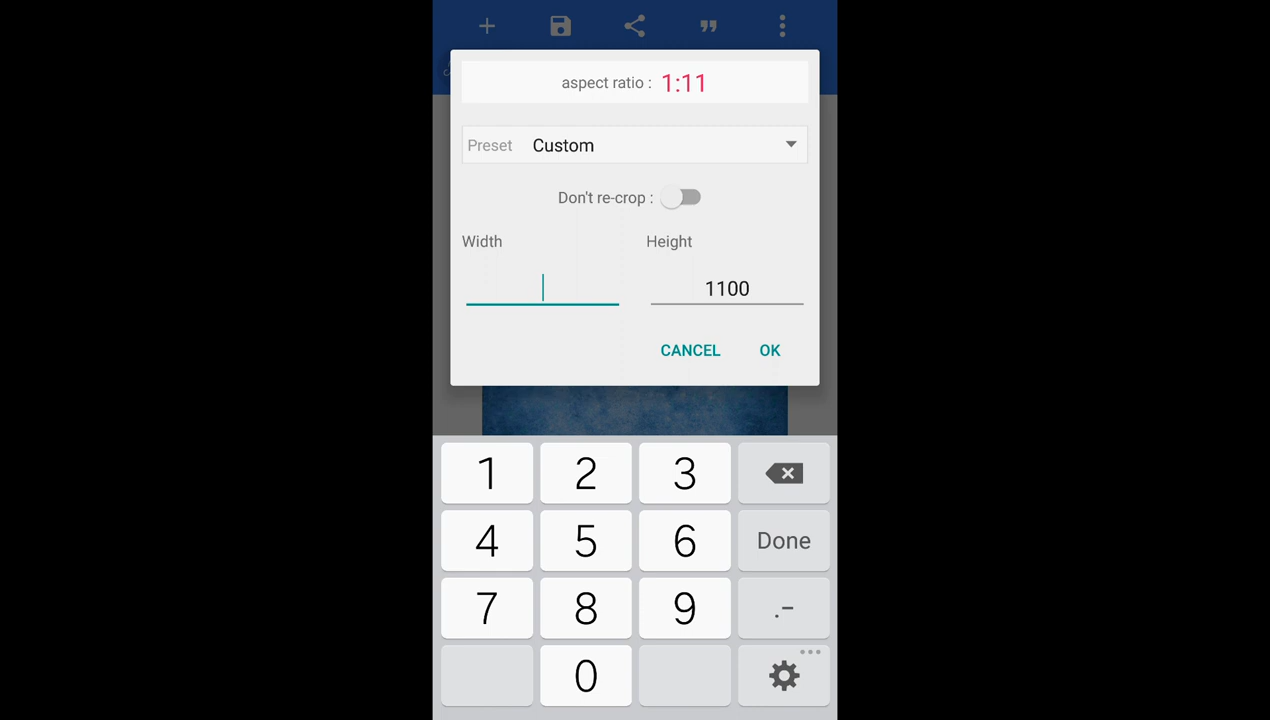 aspect ratio : 1:11
Preset Custom
Don't re-crop :
Width Height
1100
CANCEL OK
1 2 3
4 5 6 Done
7 8 9 .-
0